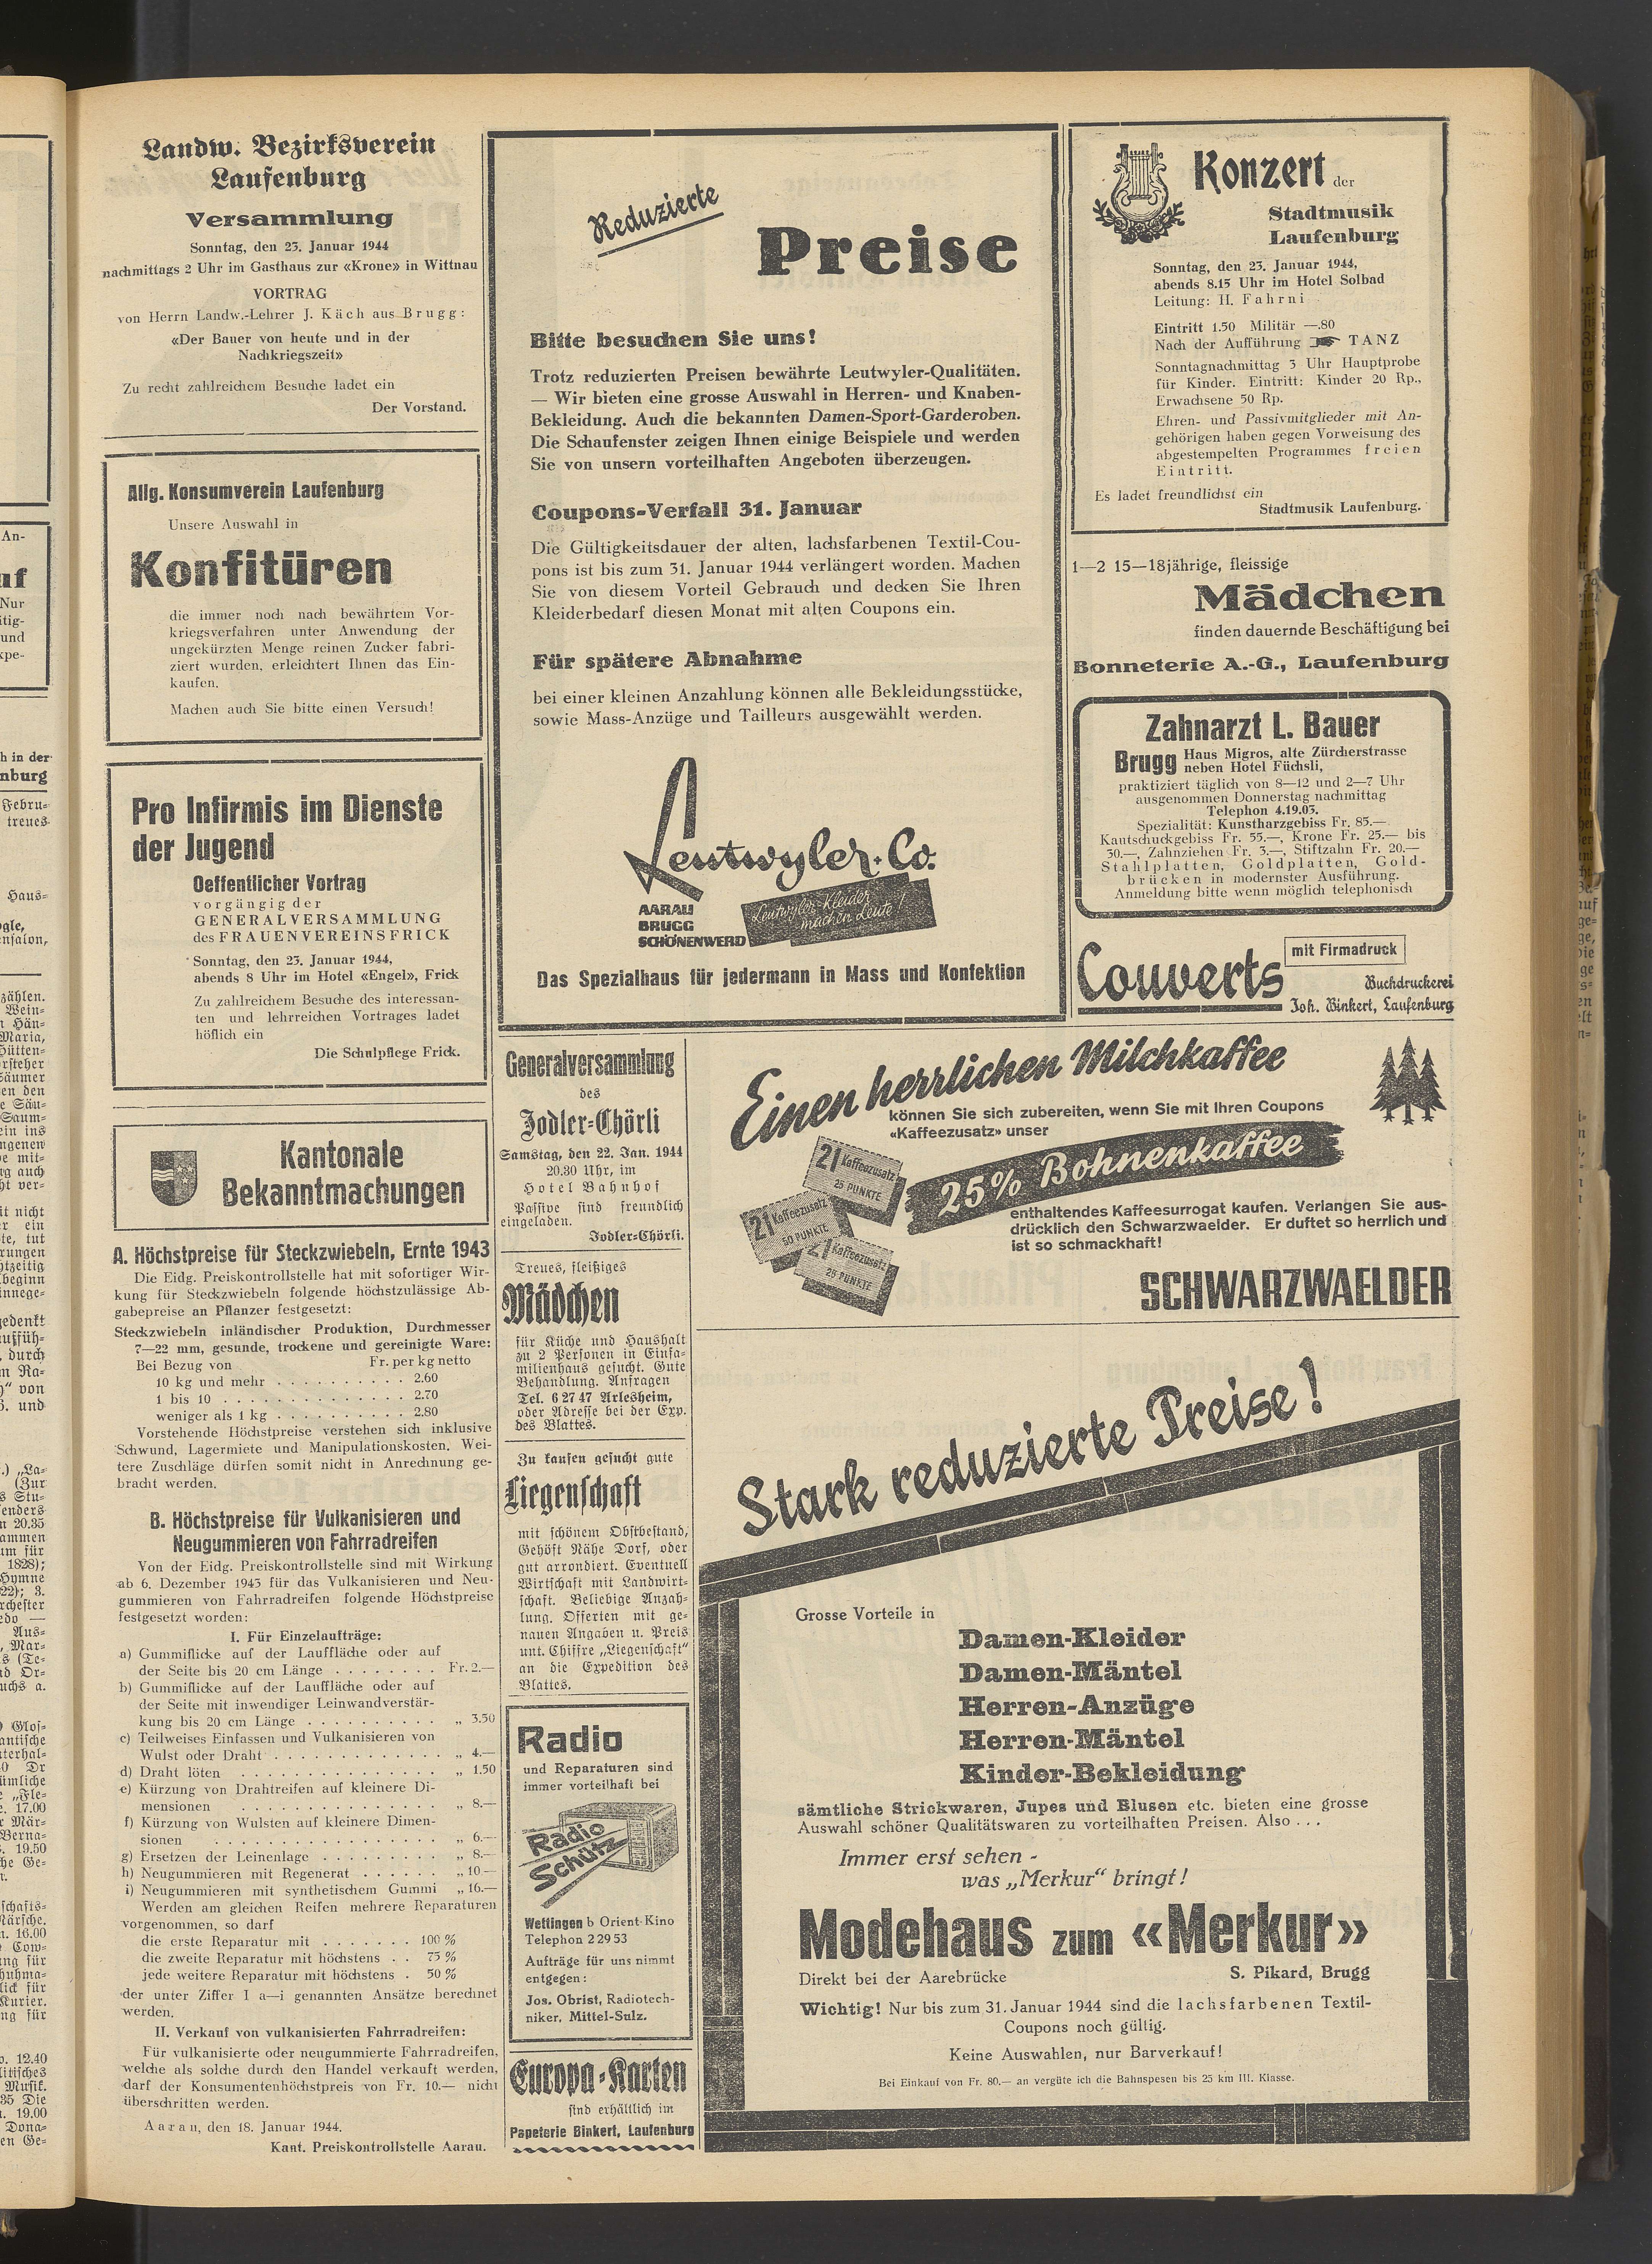 Landw. Bezirksverein
Laufenburg
Versammlung
Sonntag, den 23. Januar 1944
nachmittags 2 Uhr im Gasthaus zur «Krone» in Wittnau
VORTRAG
von Herrn Landw.-Lehrer J. Käch aus Brugg:
«Der Bauer von heute und in der
Nachkriegszeit»
Zu recht zahlreichem Besuche ladet ein
Der Vorstand.
Allg. Konsumverein Laufenburg
Unsere Auswahl in
Konfitüren
die immer noch nach bewährtem Vor-
kriegsverfahren unter Anwendung der
ungekürzten Menge reinen Zucker fabri-
ziert wurden, erleichtert Ihnen das Ein-
kaufen.
Machen auch Sie bitte einen Versuch!
Pro Infirmis im Dienste
der Jugend
Oeffentlicher Vortrag
vorgängig der
GENERALVERSAMMLUNG
des FRAUENVEREINS FRICK
Sonntag, den 23. Januar 1944,
abends 8 Uhr im Hotel «Engel», Frick
Zu zahlreichem Besuche des interessan-
ten und lehrreichen Vortrages ladet
höflich ein
Die Schulpflege Frick.
Kantonale
Bekanntmachungen
A. Höchstpreise für Steckzwiebeln, Ernte 1943
Die Eidg. Preiskontrollstelle hat mit sofortiger Wir-
kung für Steckzwiebeln folgende höchstzulässige Ab-
gabepreise an Pflanzer festgesetzt:
Steckzwiebeln inländischer Produktion, Durchmesser
7—22 mm, gesunde, trockene und gereinigte Ware:
Bei Bezug von Fr. per kg netto
10 kg und mehr . . . . . . . . . . 2.60
1 bis 10 . . . . . . . . . . . . . 2.70
weniger als 1 kg . . . . . . . . . . 2.80
Vorstehende Höchstpreise verstehen sich inklusive
Schwund, Lagermiete und Manipulationskosten. Wei-
tere Zuschläge dürfen somit nicht in Anrechnung ge-
bracht werden.
B. Höchstpreise für Vulkanisieren und
Neugummieren von Fahrradreifen
Von der Eidg. Preiskontrollstelle sind mit Wirkung
ab 6. Dezember 1943 für das Vulkanisieren und Neu-
gummieren von Fahrradreifen folgende Höchstpreise
festgesetzt worden:
I. Für Einzelaufträge:
a) Gummiflicke auf der Lauffläche oder auf
der Seite bis 20 cm Länge . . . . . . . . Fr. 2.—
b) Gummiflicke auf der Lauffläche oder auf
der Seite mit inwendiger Leinwandverstär-
kung bis 20 cm Länge . . . . . . . . . . „ 3.50
c) Teilweises Einfassen und Vulkanisieren von
Wulst oder Draht . . . . . . . . . . . . . „ 4.—
d) Draht löten . . . . . . . . . . . . . . . „ 1.50
e) Kürzung von Drahtreifen auf kleinere Di-
mensionen . . . . . . . . . . . . . . . „ 8.—
f) Kürzung von Wulsten auf kleinere Dimen-
sionen . . . . . . . . . . . . . . . . . „ 6.—
g) Ersetzen der Leinenlage . . . . . . . . . „ 8.—
h) Neugummieren mit Regenerat . . . . . . „ 10.—
i) Neugummieren mit synthetischem Gummi „ 16.—
Werden am gleichen Reifen mehrere Reparaturen
vorgenommen, so darf
die erste Reparatur mit . . . . . . . 100 %
die zweite Reparatur mit höchstens . . 75 %
jede weitere Reparatur mit höchstens . 50 %
der unter Ziffer I a—i genannten Ansätze berechnet
werden.
II. Verkauf von vulkanisierten Fahrradreifen:
Für vulkanisierte oder neugummierte Fahrradreifen,
welche als solche durch den Handel verkauft werden,
darf der Konsumentenhöchstpreis von Fr. 10.— nicht
überschritten werden.
Aarau, den 18. Januar 1944.
Kant. Preiskontrollstelle Aarau.
Reduzierte
Preise
Bitte besuchen Sie uns!
Trotz reduzierten Preisen bewährte Leutwyler-Qualitäten.
— Wir bieten eine grosse Auswahl in Herren- und Knaben-
Bekleidung. Auch die bekannten Damen-Sport-Garderoben.
Die Schaufenster zeigen Ihnen einige Beispiele und werden
Sie von unsern vorteilhaften Angeboten überzeugen.
Coupons-Verfall 31. Januar
Die Gültigkeitsdauer der alten, lachsfarbenen Textil-Cou-
pons ist bis zum 31. Januar 1944 verlängert worden. Machen
Sie von diesem Vorteil Gebrauch und decken Sie Ihren
Kleiderbedarf diesen Monat mit alten Coupons ein.
Für spätere Abnahme
bei einer kleinen Anzahlung können alle Bekleidungsstücke,
sowie Mass-Anzüge und Tailleurs ausgewählt werden.
Leutwyler + Co.
AARAU
BRUGG
SCHÖNENWERD
Leutwyler-Kleider
machen Leute!
Das Spezialhaus für jedermann in Mass und Konfektion
Konzert der
Stadtmusik
Laufenburg
Sonntag, den 23. Januar 1944,
abends 8.15 Uhr im Hotel Solbad
Leitung: H. Fahrni
Eintritt 1.50 Militär —.80
Nach der Aufführung ☞ TANZ
Sonntagnachmittag 3 Uhr Hauptprobe
für Kinder. Eintritt: Kinder 20 Rp.,
Erwachsene 50 Rp.
Ehren- und Passivmitglieder mit An-
gehörigen haben gegen Vorweisung des
abgestempelten Programmes freien
Eintritt.
Es ladet freundlichst ein
Stadtmusik Laufenburg.
1—2 15—18jährige, fleissige
Mädchen
finden dauernde Beschäftigung bei
Bonneterie A.-G., Laufenburg
Zahnarzt L. Bauer
Brugg Haus Migros, alte Zürcherstrasse
neben Hotel Füchsli,
praktiziert täglich von 8—12 und 2—7 Uhr
ausgenommen Donnerstag nachmittag
Telephon 4.19.03.
Spezialität: Kunstharzgebiss Fr. 85.—
Kautschuckgebiss Fr. 55.—, Krone Fr. 25.— bis
30.—, Zahnziehen Fr. 3.—, Stiftzahn Fr. 20.—
Stahlplatten, Goldplatten, Gold-
brücken in modernster Ausführung.
Anmeldung bitte wenn möglich telephonisch
Couverts
mit Firmadruck
Buchdruckerei
Joh. Binkert, Laufenburg
Generalversammlung
des
Jodler-Chörli
Samstag, den 22. Jan. 1944
20.30 Uhr, im
Hotel Bahnhof
Passive sind freundlich
eingeladen.
Jodler-Chörli.
Treues, fleißiges
Mädchen
für Küche und Haushalt
zu 2 Personen in Einfa-
milienhaus gesucht. Gute
Behandlung. Anfragen
Tel. 6 27 47 Arlesheim,
oder Adresse bei der Exp.
des Blattes.
Zu kaufen gesucht gute
Liegenschaft
mit schönem Obstbestand,
Gehöft Nähe Dorf, oder
gut arrondiert. Eventuell
Wirtschaft mit Landwirt-
schaft. Beliebige Anzah-
lung. Offerten mit ge-
nauen Angaben u. Preis
unt. Chiffre „Liegenschaft“
an die Expedition des
Blattes.
Radio
und Reparaturen sind
immer vorteilhaft bei
Radio
Schütz
Wettingen b Orient-Kino
Telephon 2 29 53
Aufträge für uns nimmt
entgegen:
Jos. Obrist, Radiotech-
niker, Mittel-Sulz.
Europa-Karten
sind erhältlich im
Papeterie Binkert, Laufenburg
Einen herrlichen Milchkaffee
können Sie sich zubereiten, wenn Sie mit Ihren Coupons
«Kaffeezusatz» unser
21 Kaffeezusatz
25 PUNKTE
21 Kaffeezusatz
50 PUNKTE
21 Kaffeezusatz
25 PUNKTE
25% Bohnenkaffee
enthaltendes Kaffeesurrogat kaufen. Verlangen Sie aus-
drücklich den Schwarzwaelder. Er duftet so herrlich und
ist so schmackhaft!
SCHWARZWAELDER
Stark reduzierte Preise!
Grosse Vorteile in
Damen-Kleider
Damen-Mäntel
Herren-Anzüge
Herren-Mäntel
Kinder-Bekleidung
sämtliche Strickwaren, Jupes und Blusen etc. bieten eine grosse
Auswahl schöner Qualitätswaren zu vorteilhaften Preisen. Also ...
Immer erst sehen -
was „Merkur“ bringt!
Modehaus zum «Merkur»
Direkt bei der Aarebrücke S. Pikard, Brugg
Wichtig! Nur bis zum 31. Januar 1944 sind die lachsfarbenen Textil-
Coupons noch gültig.
Keine Auswahlen, nur Barverkauf!
Bei Einkauf von Fr. 80.— an vergüte ich die Bahnspesen bis 25 km III. Klasse.